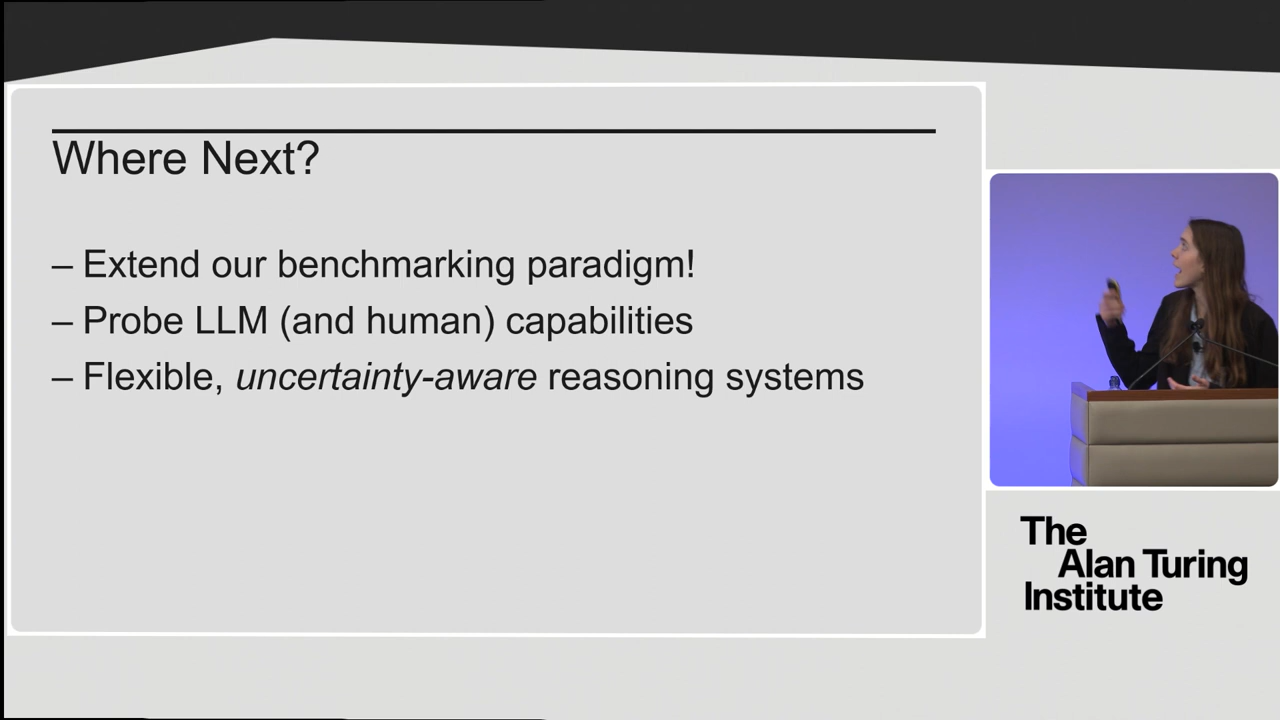 Where Next?
– Extend our benchmarking paradigm!
– Probe LLM (and human) capabilities
– Flexible, uncertainty-aware reasoning systems
The
Alan Turing
Institute